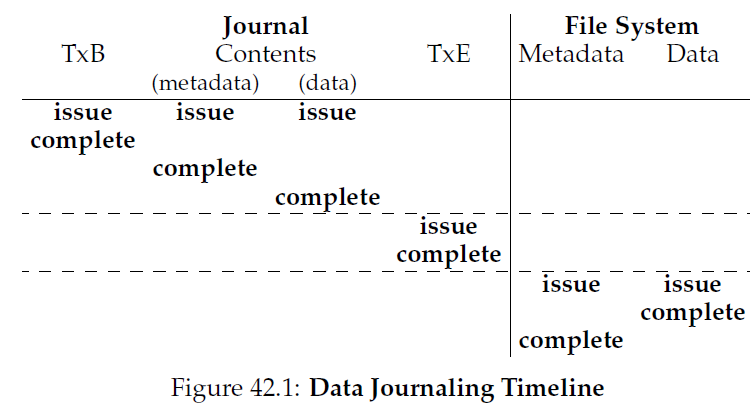 Journal File System
TxB Contents TxE Metadata Data
(metadata) (data)
issue issue issue
complete
complete
complete
issue
complete
issue issue
complete
complete
Figure 42.1: Data Journaling Timeline